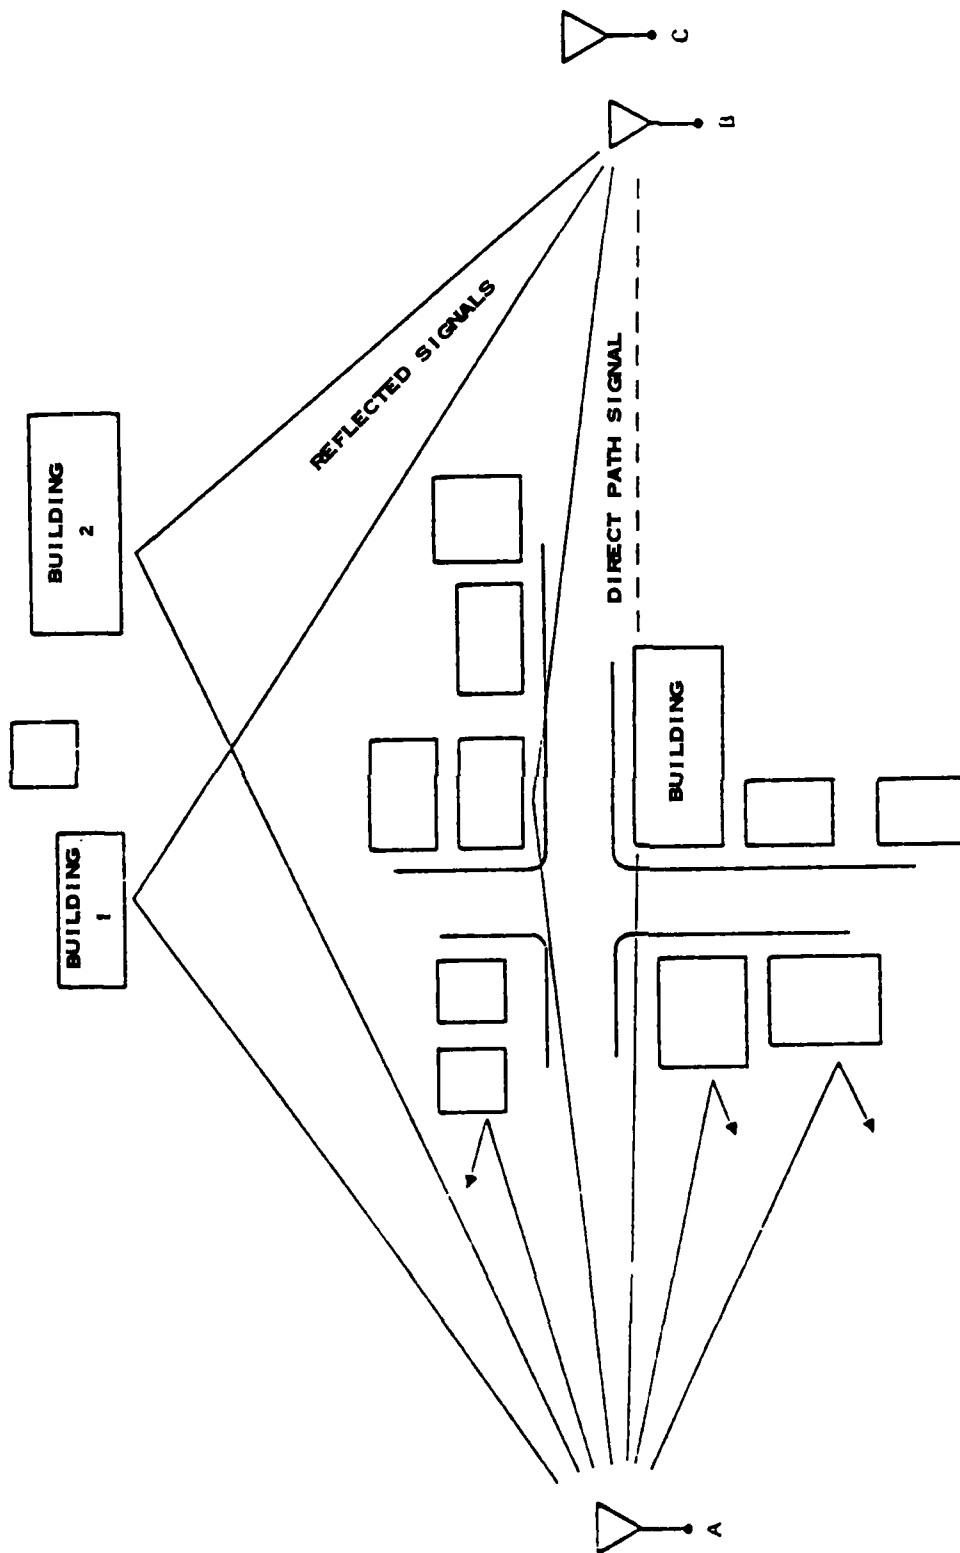 BUILDING
1
BUILDING
2
REFLECTED SIGNALS
DIRECT PATH SIGNAL
BUILDING
A
B
C